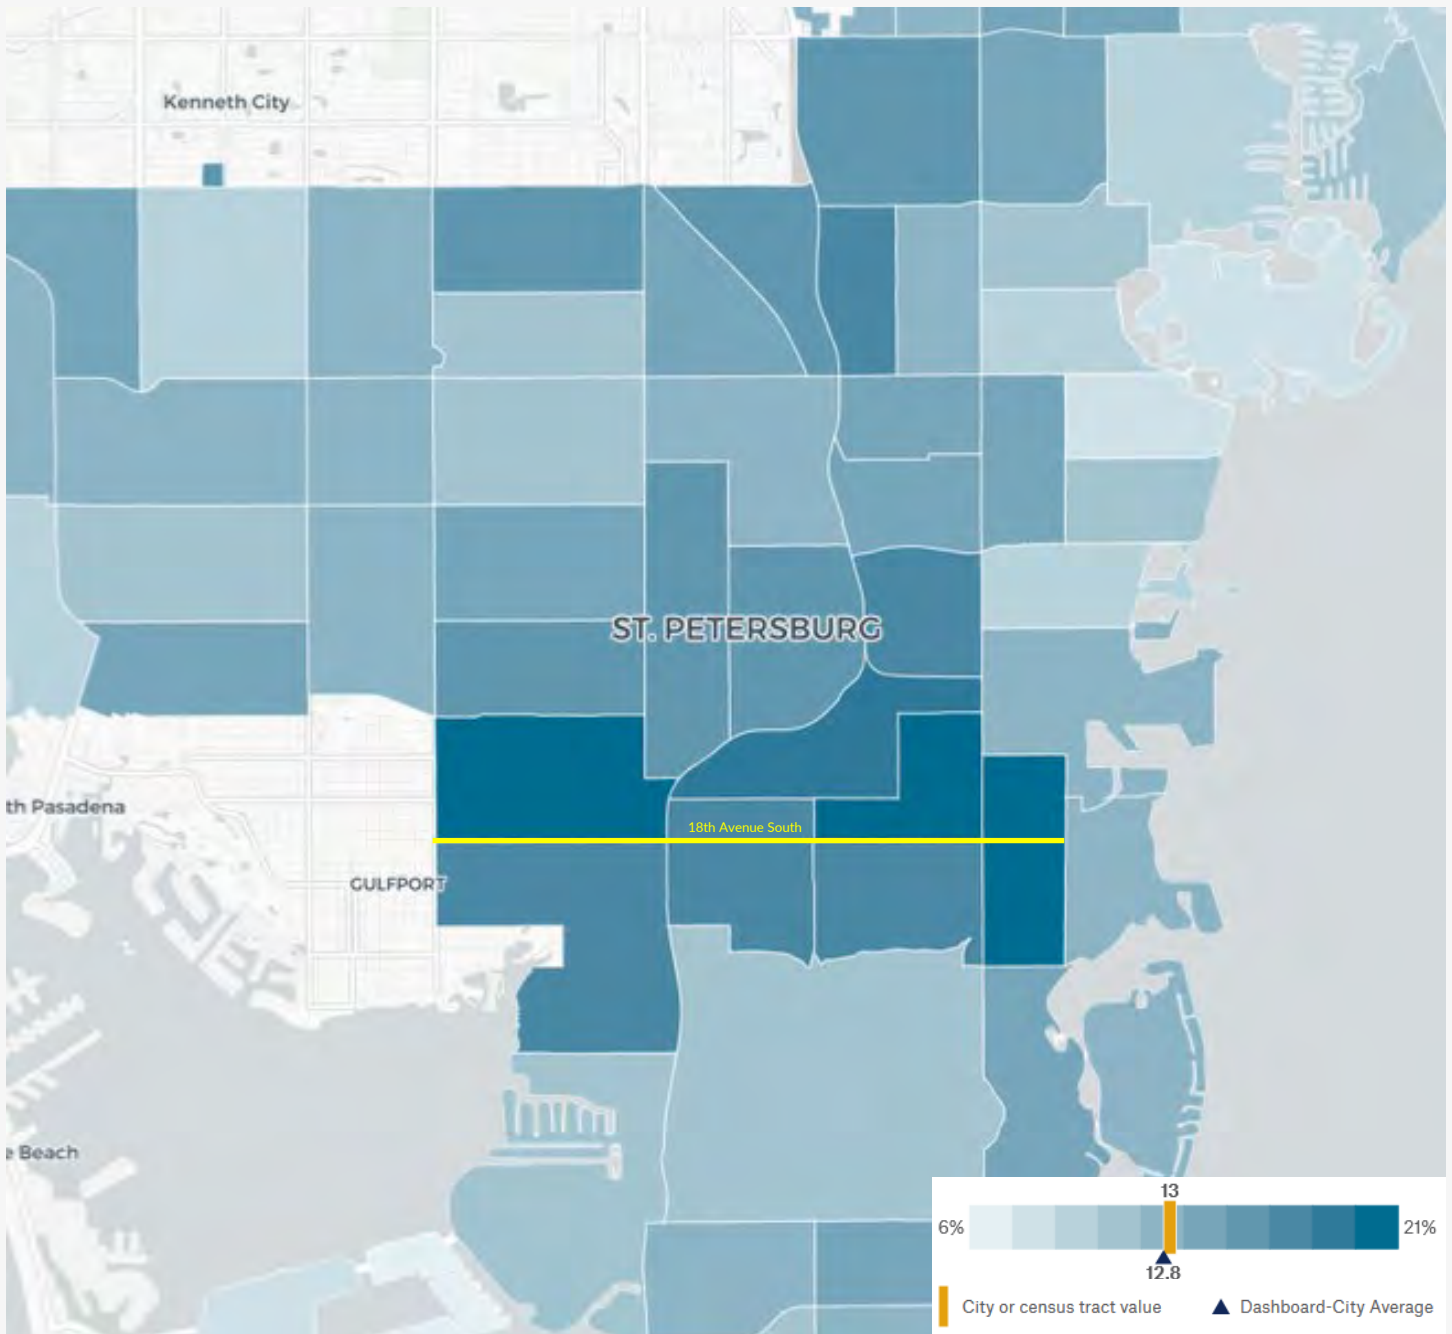 Kenneth City
ST. PETERSBURG
th Pasadena
18th Avenue South
GULFPORT
e Beach
13
6%
21%
12.8
City or census tract value
Dashboard-City Average